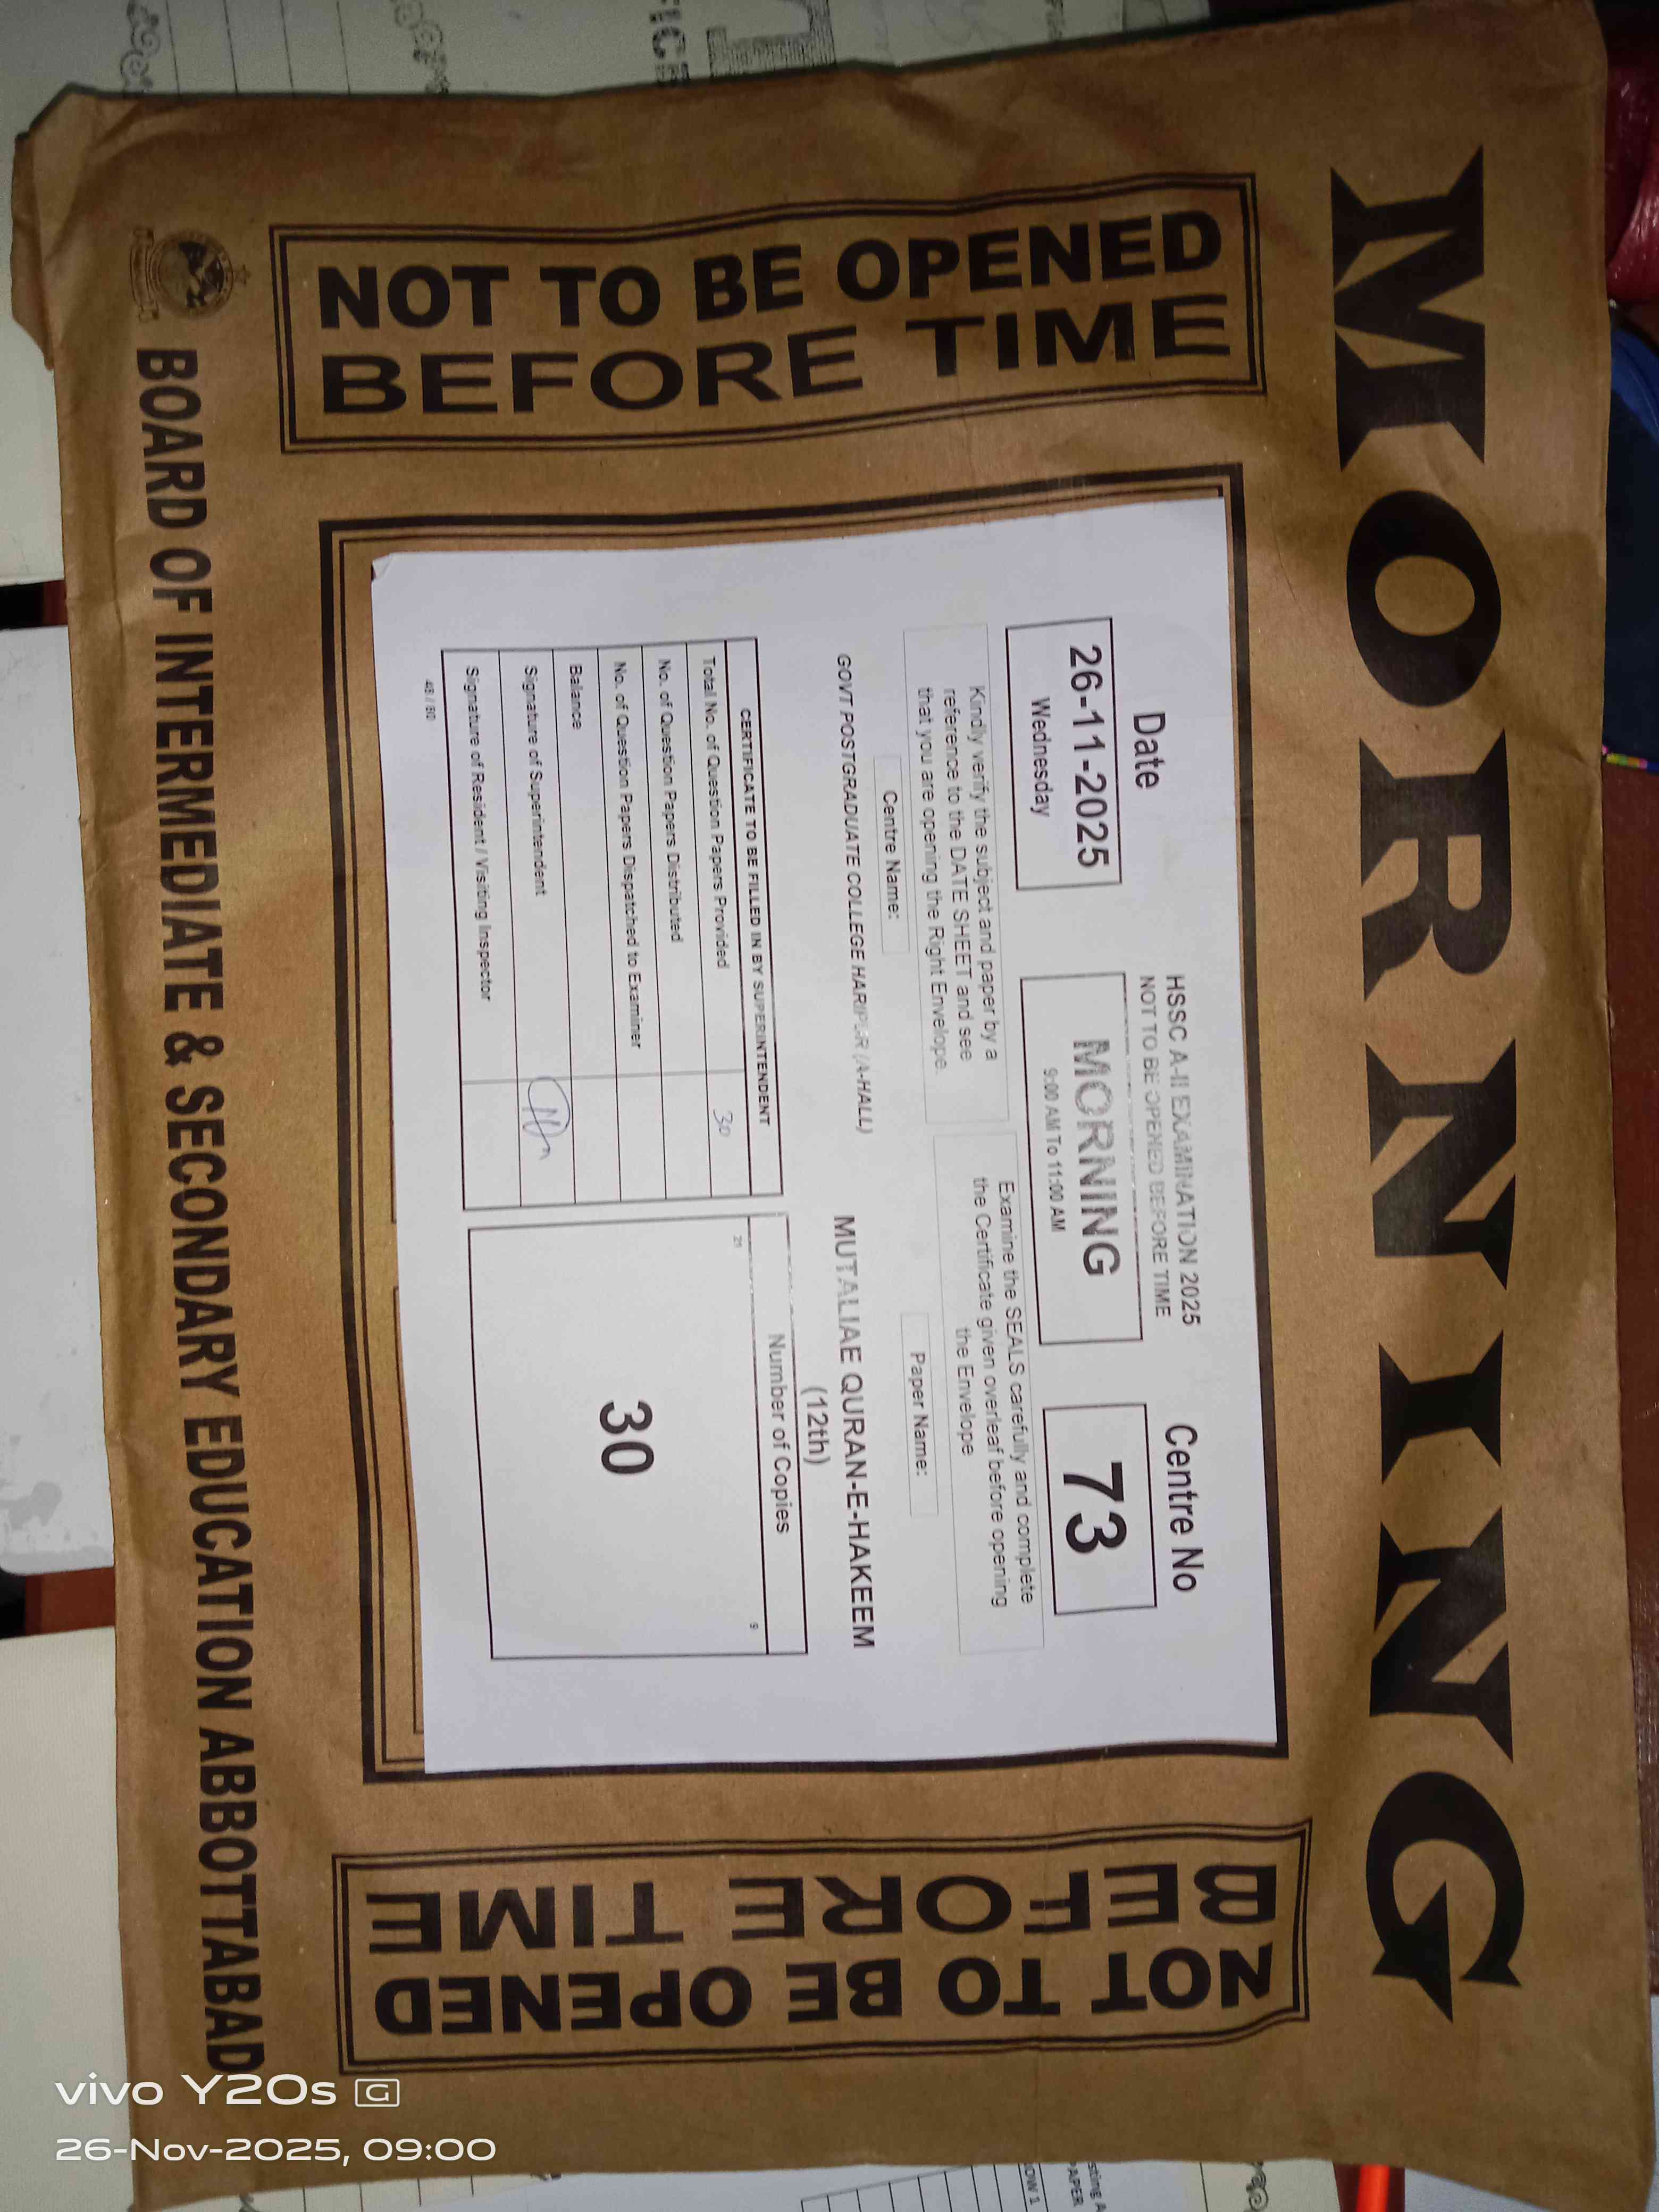 MORNING
NOT TO BE OPENED
BEFORE TIME
Date
26-11-2025
Wednesday
HSSC A-II EXAMINATION 2025
NOT TO BE OPENED BEFORE TIME
MORNING
9:00 AM To 11:00 AM
Centre No
73
Kindly verify the subject and paper by a
reference to the DATE SHEET and see
that you are opening the Right Envelope.
Examine the SEALS carefully and complete
the Certificate given overleaf before opening
the Envelope
Centre Name:
GOVT POSTGRADUATE COLLEGE HARIPUR (A-HALL)
Paper Name:
MUTALIAE QURAN-E-HAKEEM
(12th)
CERTIFICATE TO BE FILLED IN BY SUPERINTENDENT
Total No. of Question Papers Provided 30
No. of Question Papers Distributed
No. of Question Papers Dispatched to Examiner
Balance
Signature of Superintendent
Signature of Resident / Visiting Inspector
Number of Copies
21
9
30
NOT TO BE OPENED
BEFORE TIME
BOARD OF INTERMEDIATE & SECONDARY EDUCATION ABBOTTABAD
vivo Y20s G
26-Nov-2025, 09:00